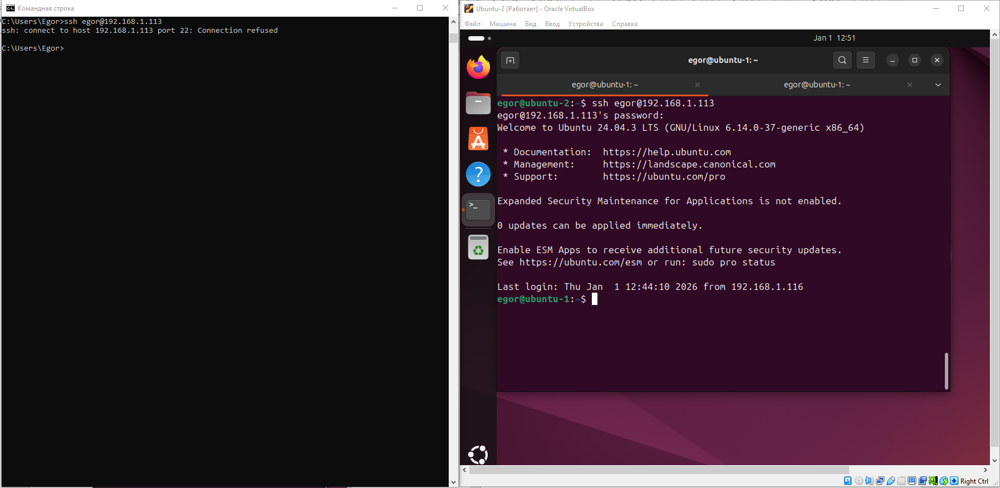 Командная строка
C:\Users\Egor>ssh egor@192.168.1.113
ssh: connect to host 192.168.1.113 port 22: Connection refused
C:\Users\Egor>
Ubuntu-2 [Работает] - Oracle VirtualBox
Файл Машина Вид Ввод Устройства Справка
Jan 1 12:51
egor@ubuntu-1: ~
egor@ubuntu-1: ~ egor@ubuntu-1: ~
egor@ubuntu-2:~$ ssh egor@192.168.1.113
egor@192.168.1.113's password:
Welcome to Ubuntu 24.04.3 LTS (GNU/Linux 6.14.0-37-generic x86_64)
* Documentation: https://help.ubuntu.com
* Management: https://landscape.canonical.com
* Support: https://ubuntu.com/pro
Expanded Security Maintenance for Applications is not enabled.
0 updates can be applied immediately.
Enable ESM Apps to receive additional future security updates.
See https://ubuntu.com/esm or run: sudo pro status
Last login: Thu Jan 1 12:44:10 2026 from 192.168.1.116
egor@ubuntu-1:~$
Right Ctrl